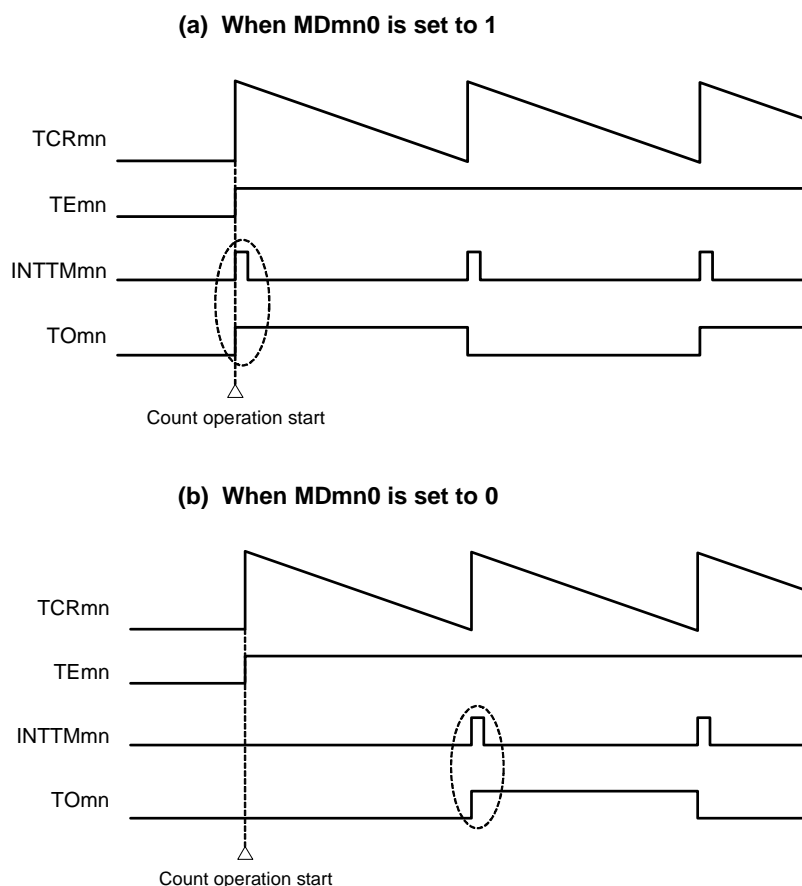 (a) When MDmn0 is set to 1
TCRmn
TEmn
INTTMmn
TOmn
Count operation start
(b) When MDmn0 is set to 0
TCRmn
TEmn
INTTMmn
TOmn
Count operation start